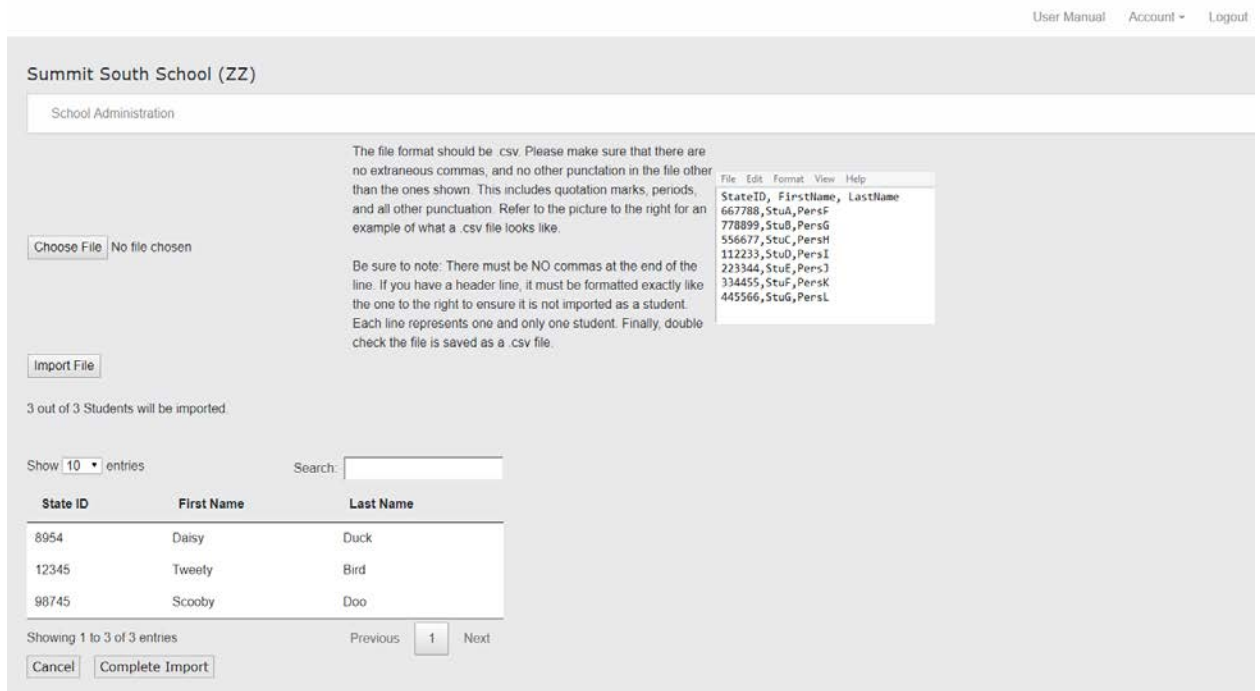 User Manual Account Logout
Summit South School (ZZ)
School Administration
The file format should be .csv. Please make sure that there are
no extraneous commas, and no other punctation in the file other
than the ones shown. This includes quotation marks, periods,
and all other punctuation. Refer to the picture to the right for an
example of what a .csv file looks like.
Be sure to note: There must be NO commas at the end of the
line. If you have a header line, it must be formatted exactly like
the one to the right to ensure it is not imported as a student.
Each line represents one and only one student. Finally, double
check the file is saved as a .csv file.
File Edit Format View Help
StateID, FirstName, LastName
667788,StuA,PersF
778899,StuB,PersG
556677,StuC,PersH
112233,StuD,PersI
223344,StuE,PersJ
334455,StuF,PersK
445566,StuG,PersL
Choose File No file chosen
Import File
3 out of 3 Students will be imported.
Show 10 entries Search:
State ID First Name Last Name
8954 Daisy Duck
12345 Tweety Bird
98745 Scooby Doo
Showing 1 to 3 of 3 entries Previous 1 Next
Cancel Complete Import